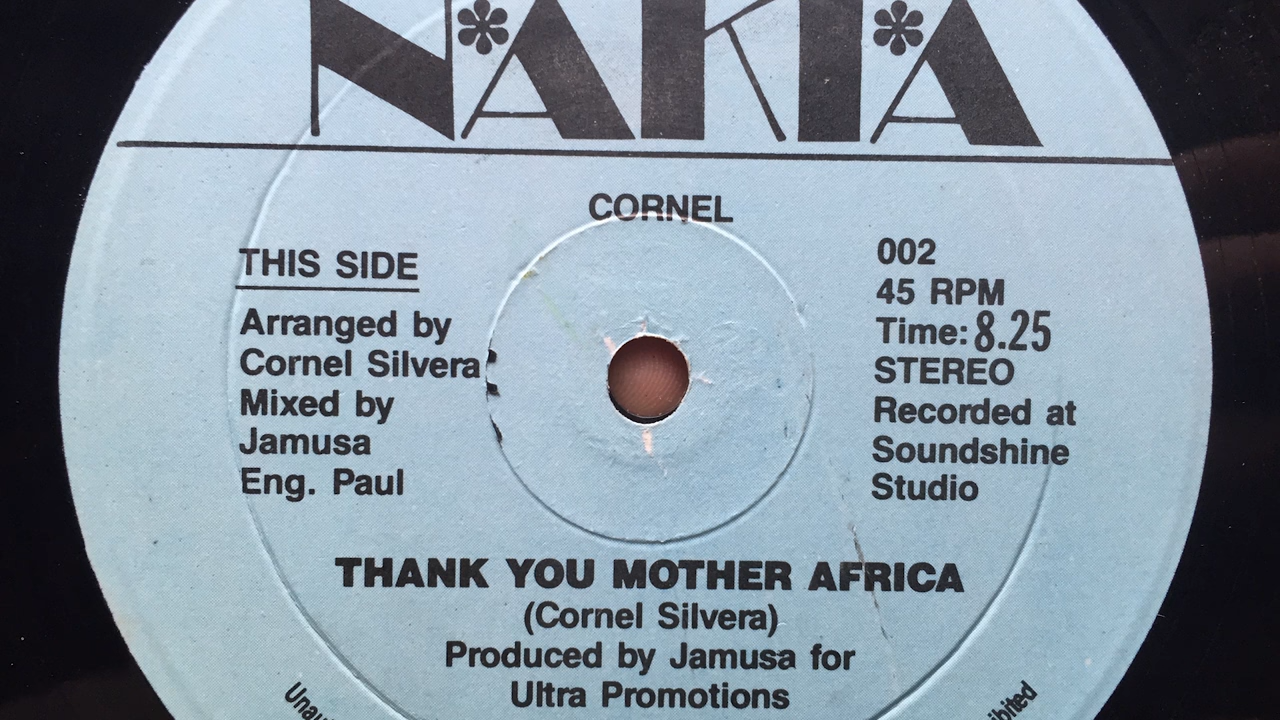 NAKIA
CORNEL
THIS SIDE
Arranged by
Cornel Silvera
Mixed by
Jamusa
Eng. Paul
002
45 RPM
Time: 8.25
STEREO
Recorded at
Soundshine
Studio
THANK YOU MOTHER AFRICA
(Cornel Silvera)
Produced by Jamusa for
Ultra Promotions